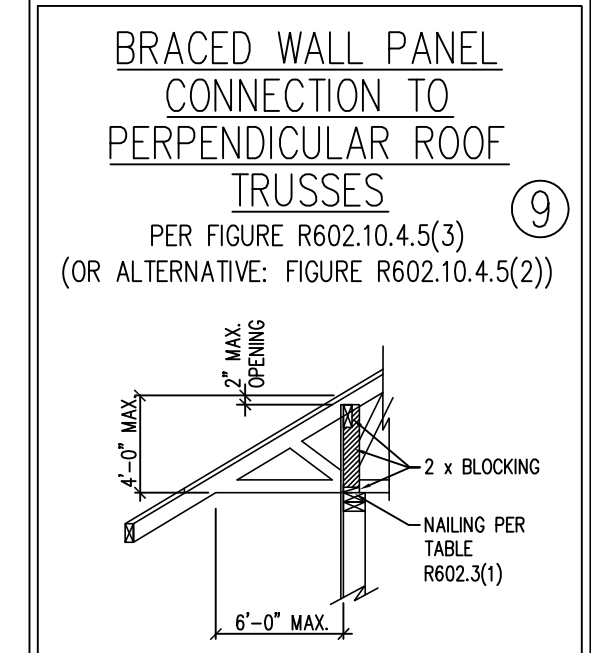 BRACED WALL PANEL
CONNECTION TO
PERPENDICULAR ROOF
TRUSSES
9
PER FIGURE R602.10.4.5(3)
(OR ALTERNATIVE: FIGURE R602.10.4.5(2))
2" MAX.
OPENING
4'-0" MAX.
2 x BLOCKING
NAILING PER
TABLE
R602.3(1)
6'-0" MAX.